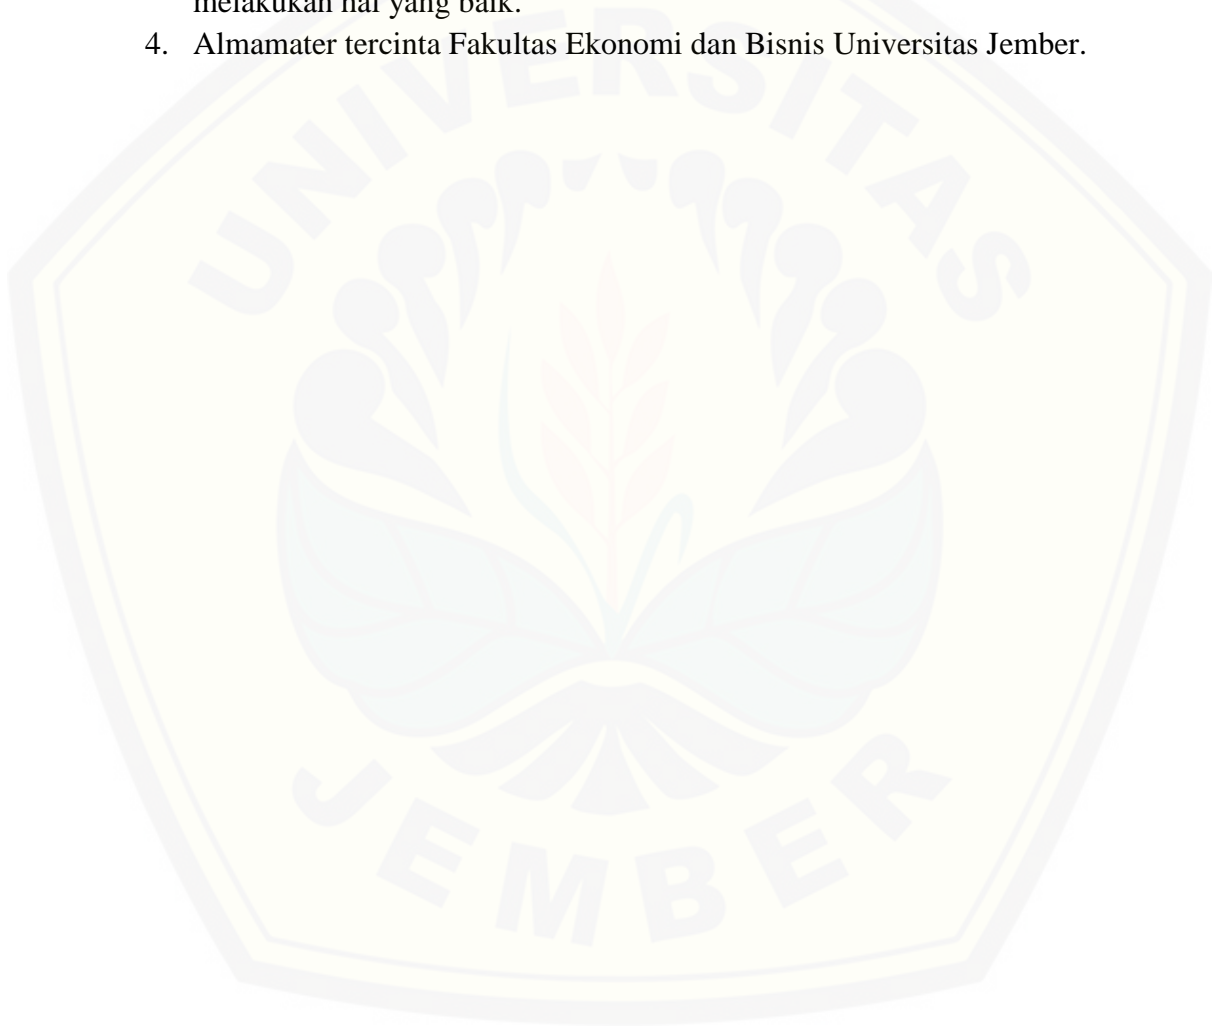 melakukan hal yang baik.
4. Almamater tercinta Fakultas Ekonomi dan Bisnis Universitas Jember.
UNIVERSITAS
JEMBER